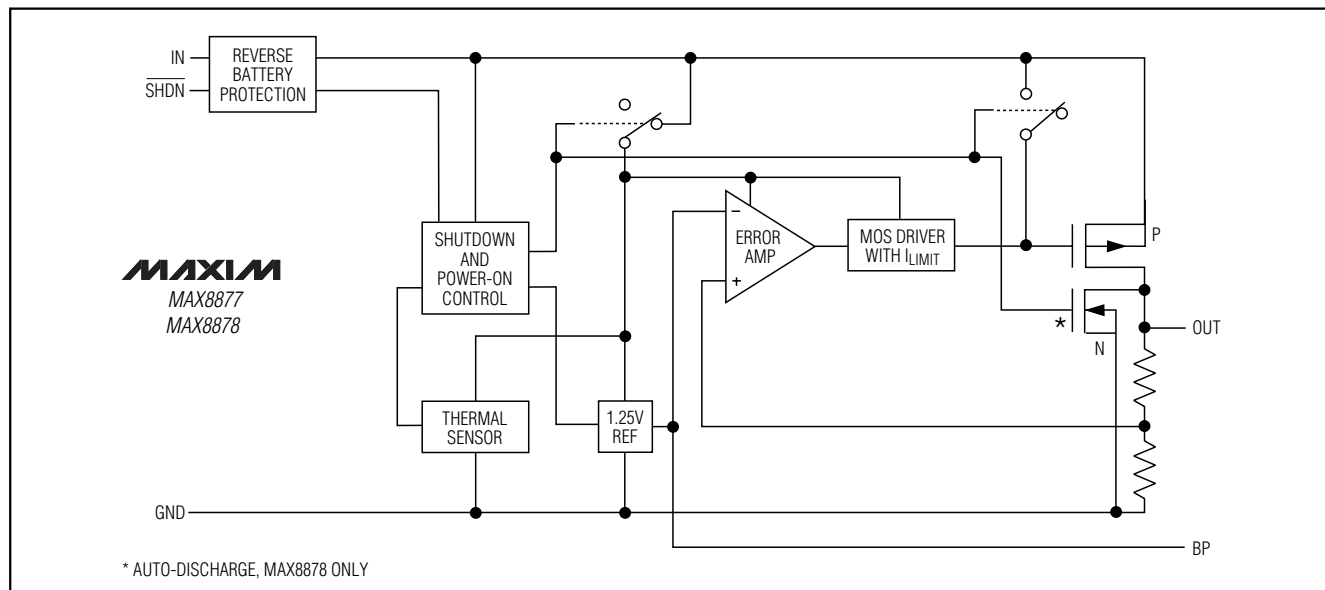 IN
SHDN
REVERSE
BATTERY
PROTECTION
SHUTDOWN
AND
POWER-ON
CONTROL
ERROR
AMP
−
+
MOS DRIVER
WITH ILIMIT
P
MAXIM
MAX8877
MAX8878
*
N
OUT
THERMAL
SENSOR
1.25V
REF
GND
BP
* AUTO-DISCHARGE, MAX8878 ONLY